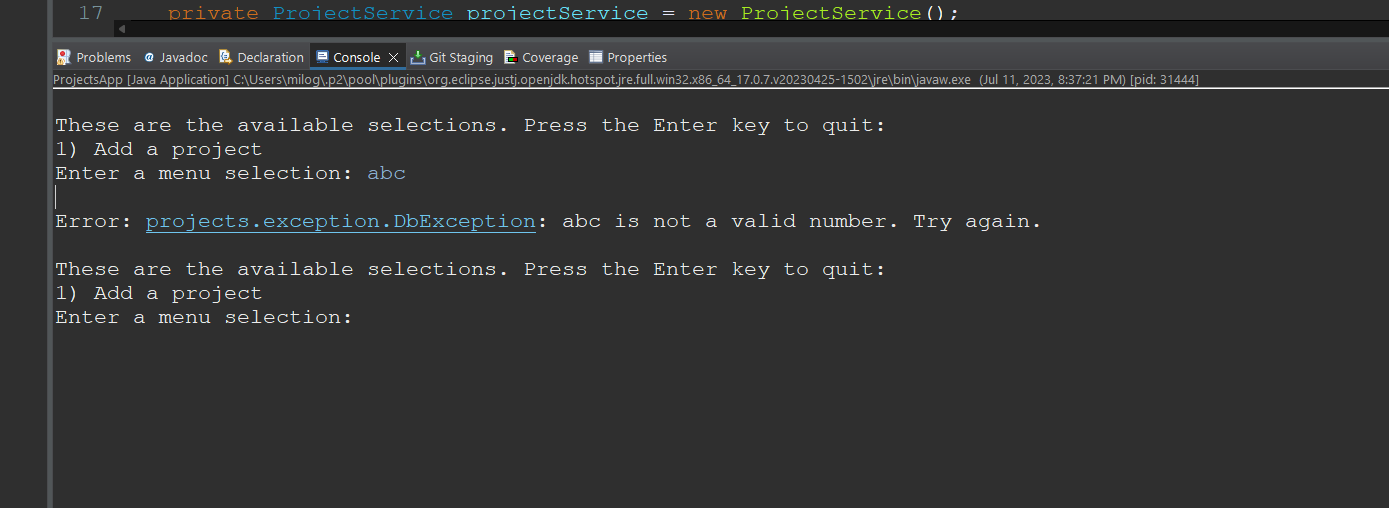 17 private ProjectService projectService = new ProjectService();
Problems @ Javadoc Declaration Console Git Staging Coverage Properties
ProjectsApp [Java Application] C:\Users\milog\.p2\pool\plugins\org.eclipse.justj.openjdk.hotspot.jre.full.win32.x86_64_17.0.7.v20230425-1502\jre\bin\javaw.exe (Jul 11, 2023, 8:37:21 PM) [pid: 31444]
These are the available selections. Press the Enter key to quit:
1) Add a project
Enter a menu selection: abc
Error: projects.exception.DbException: abc is not a valid number. Try again.
These are the available selections. Press the Enter key to quit:
1) Add a project
Enter a menu selection: